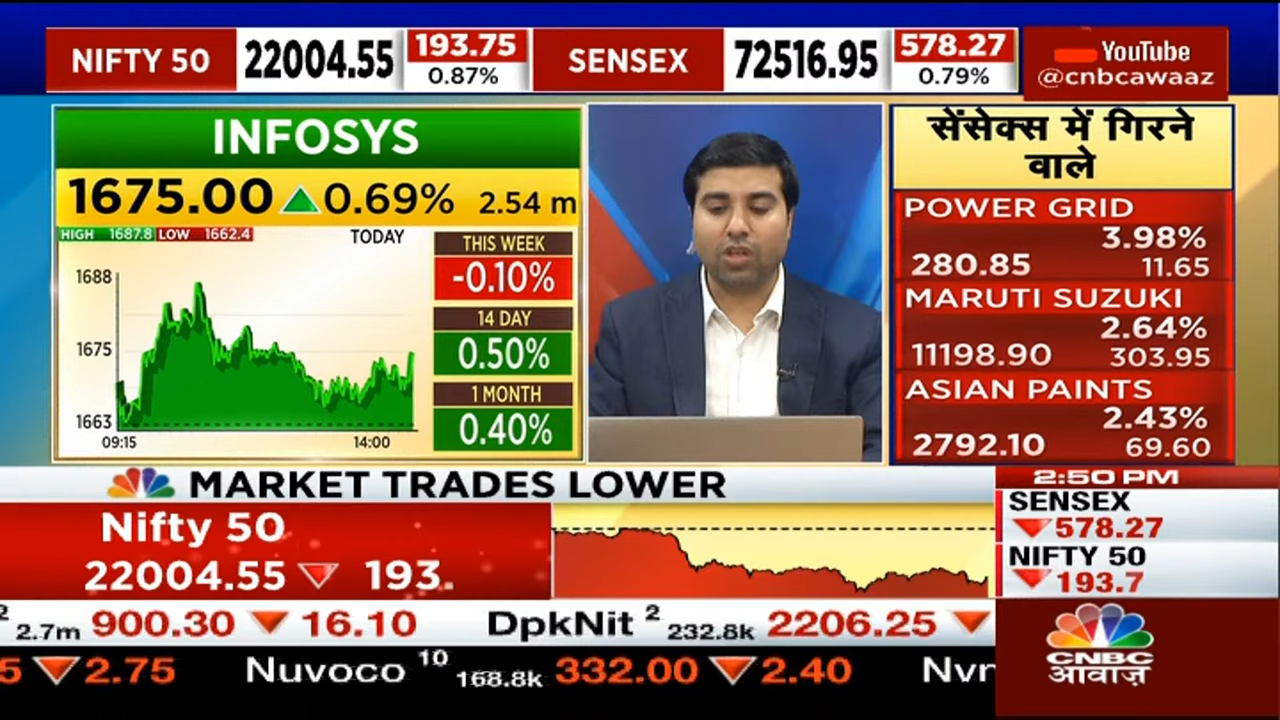 NIFTY 50 22004.55 193.75 0.87% SENSEX 72516.95 578.27 0.79%
YouTube
@cnbcawaaz
INFOSYS
1675.00 0.69% 2.54 m
HIGH 1687.8 LOW 1662.4 TODAY
1688
1675
1663
09:15 14:00
THIS WEEK
-0.10%
14 DAY
0.50%
1 MONTH
0.40%
सेंसेक्स में गिरने
वाले
POWER GRID
3.98%
280.85 11.65
MARUTI SUZUKI
2.64%
11198.90 303.95
ASIAN PAINTS
2.43%
2792.10 69.60
MARKET TRADES LOWER
Nifty 50
22004.55 193.
2:50 PM
SENSEX
578.27
NIFTY 50
193.7
2 2.7m 900.30 16.10 DpkNit 2 232.8k 2206.25
5 2.75 Nuvoco 10 168.8k 332.00 2.40 Nvn
CNBC
आवाज़